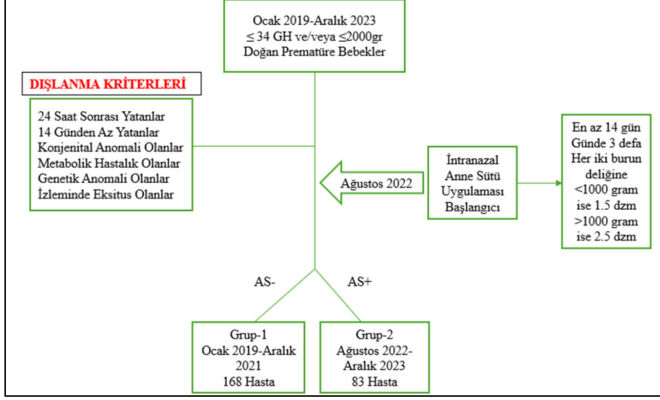 Ocak 2019-Aralık 2023
≤ 34 GH ve/veya ≤2000gr
Doğan Prematüre Bebekler
DIŞLANMA KRİTERLERİ
24 Saat Sonrası Yatanlar
14 Günden Az Yatanlar
Konjenital Anomali Olanlar
Metabolik Hastalık Olanlar
Genetik Anomali Olanlar
İzleminde Eksitus Olanlar
Ağustos 2022
İntranazal
Anne Sütü
Uygulaması
Başlangıcı
En az 14 gün
Günde 3 defa
Her iki burun
deliğine
<1000 gram
ise 1.5 dzm
>1000 gram
ise 2.5 dzm
AS-
AS+
Grup-1
Ocak 2019-Aralık
2021
168 Hasta
Grup-2
Ağustos 2022-
Aralık 2023
83 Hasta